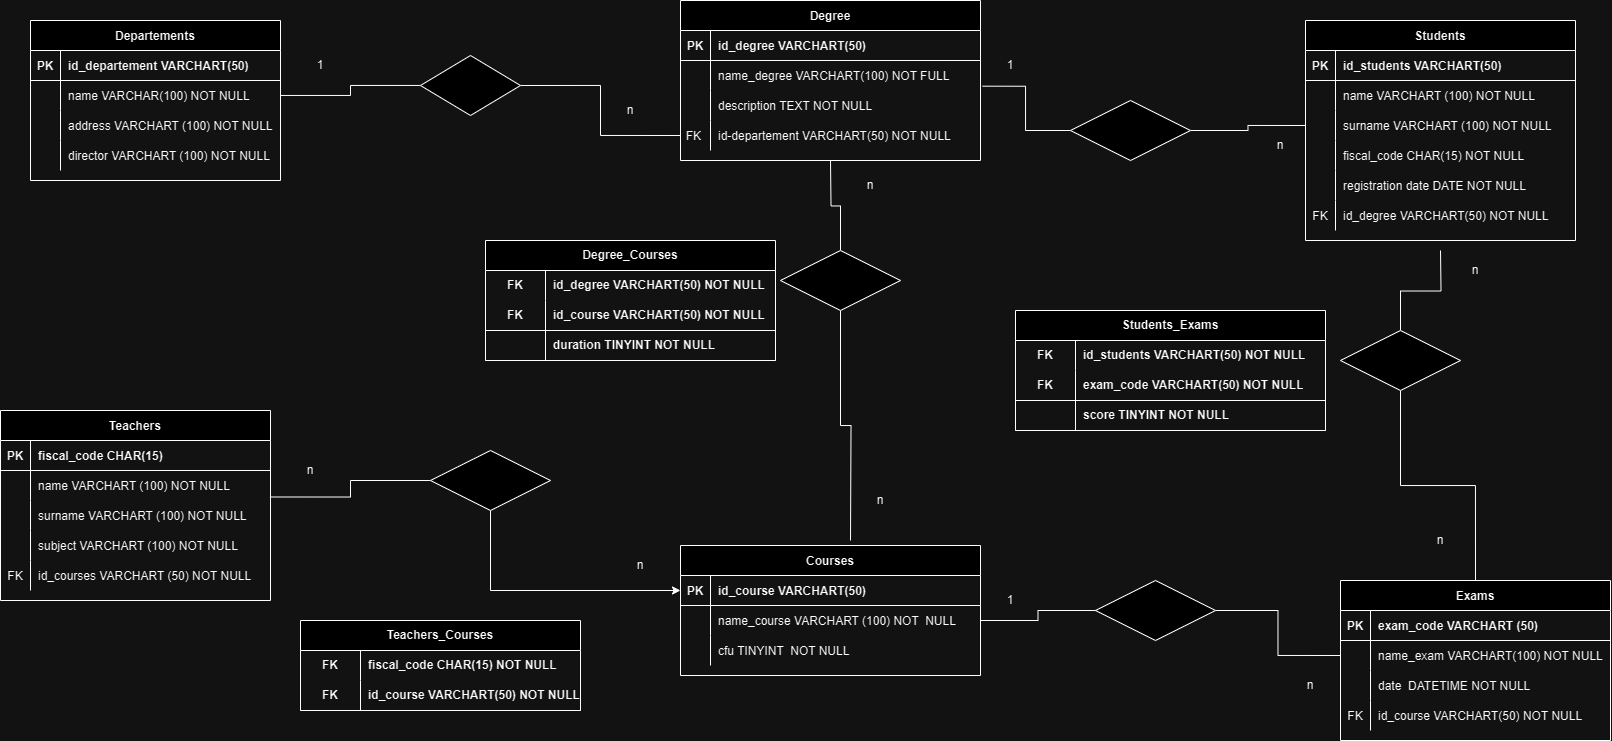 Departements
PK id_departement VARCHART(50)
name VARCHAR(100) NOT NULL
address VARCHART (100) NOT NULL
director VARCHART (100) NOT NULL
1
n
Degree
PK id_degree VARCHART(50)
name_degree VARCHART(100) NOT FULL
description TEXT NOT NULL
FK id-departement VARCHART(50) NOT NULL
1
n
Students
PK id_students VARCHART(50)
name VARCHART (100) NOT NULL
surname VARCHART (100) NOT NULL
fiscal_code CHAR(15) NOT NULL
registration date DATE NOT NULL
FK id_degree VARCHART(50) NOT NULL
n
Degree_Courses
FK id_degree VARCHART(50) NOT NULL
FK id_course VARCHART(50) NOT NULL
duration TINYINT NOT NULL
n
Students_Exams
FK id_students VARCHART(50) NOT NULL
FK exam_code VARCHART(50) NOT NULL
score TINYINT NOT NULL
Teachers
PK fiscal_code CHAR(15)
name VARCHART (100) NOT NULL
surname VARCHART (100) NOT NULL
subject VARCHART (100) NOT NULL
FK id_courses VARCHART (50) NOT NULL
n
n
n
n
Courses
PK id_course VARCHART(50)
name_course VARCHART (100) NOT  NULL
cfu TINYINT  NOT NULL
1
n
Exams
PK exam_code VARCHART (50)
name_exam VARCHART(100) NOT NULL
date  DATETIME NOT NULL
FK id_course VARCHART(50) NOT NULL
Teachers_Courses
FK fiscal_code CHAR(15) NOT NULL
FK id_course VARCHART(50) NOT NULL